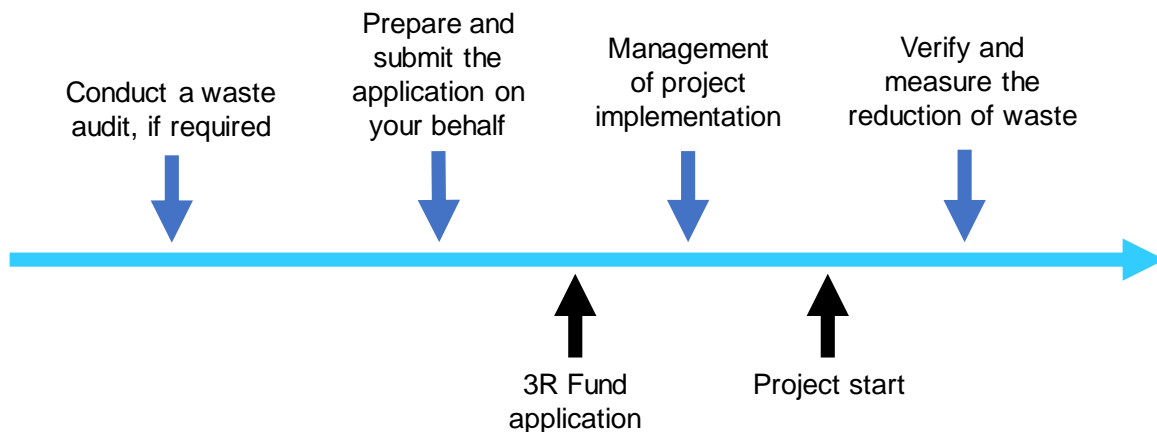 Conduct a waste
audit, if required
Prepare and
submit the
application on
your behalf
Management
of project
implementation
Verify and
measure the
reduction of waste
3R Fund
application
Project start